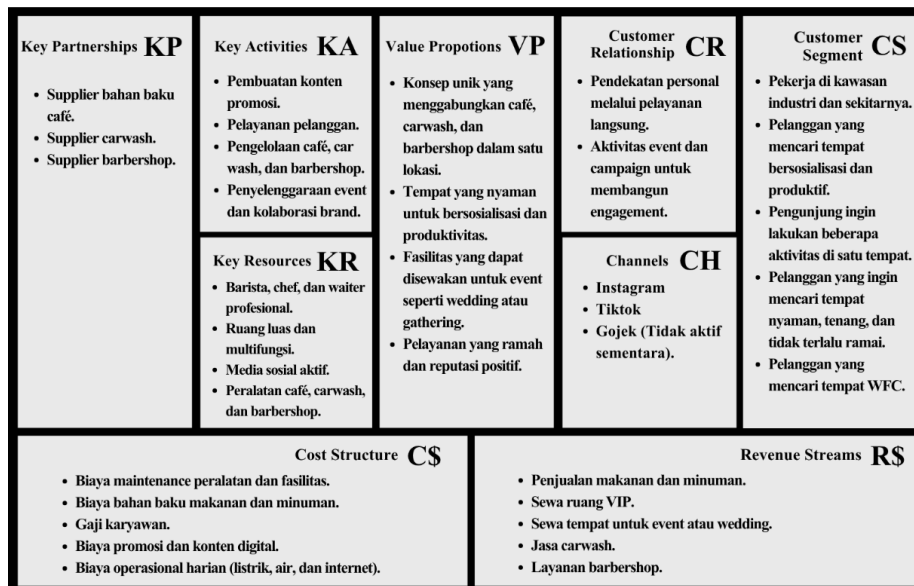 Key Partnerships KP
Supplier bahan baku
café.
Supplier carwash.
Supplier barbershop.
Key Activities KA
Pembuatan konten
promosi.
Pelayanan pelanggan.
Pengelolaan café, car
wash, dan barbershop.
Penyelenggaraan event
dan kolaborasi brand.
Key Resources KR
Barista, chef, dan waiter
profesional.
Ruang luas dan
multifungsi.
Media sosial aktif.
Peralatan café, carwash,
dan barbershop.
Value Propotions VP
Konsep unik yang
menggabungkan café,
carwash, dan
barbershop dalam satu
lokasi.
Tempat yang nyaman
untuk bersosialisasi dan
produktivitas.
Fasilitas yang dapat
disewakan untuk event
seperti wedding atau
gathering.
Pelayanan yang ramah
dan reputasi positif.
Customer
Relationship CR
Pendekatan personal
melalui pelayanan
langsung.
Aktivitas event dan
campaign untuk
membangun
engagement.
Channels CH
Instagram
Tiktok
Gojek (Tidak aktif
sementara).
Customer
Segment CS
Pekerja di kawasan
industri dan sekitarnya.
Pelanggan yang
mencari tempat
bersosialisasi dan
produktif.
Pengunjung ingin
lakukan beberapa
aktivitas di satu tempat.
Pelanggan yang ingin
mencari tempat
nyaman, tenang, dan
tidak terlalu ramai.
Pelanggan yang
mencari tempat WFC.
Cost Structure C$
Biaya maintenance peralatan dan fasilitas.
Biaya bahan baku makanan dan minuman.
Gaji karyawan.
Biaya promosi dan konten digital.
Biaya operasional harian (listrik, air, dan internet).
Revenue Streams R$
Penjualan makanan dan minuman.
Sewa ruang VIP.
Sewa tempat untuk event atau wedding.
Jasa carwash.
Layanan barbershop.